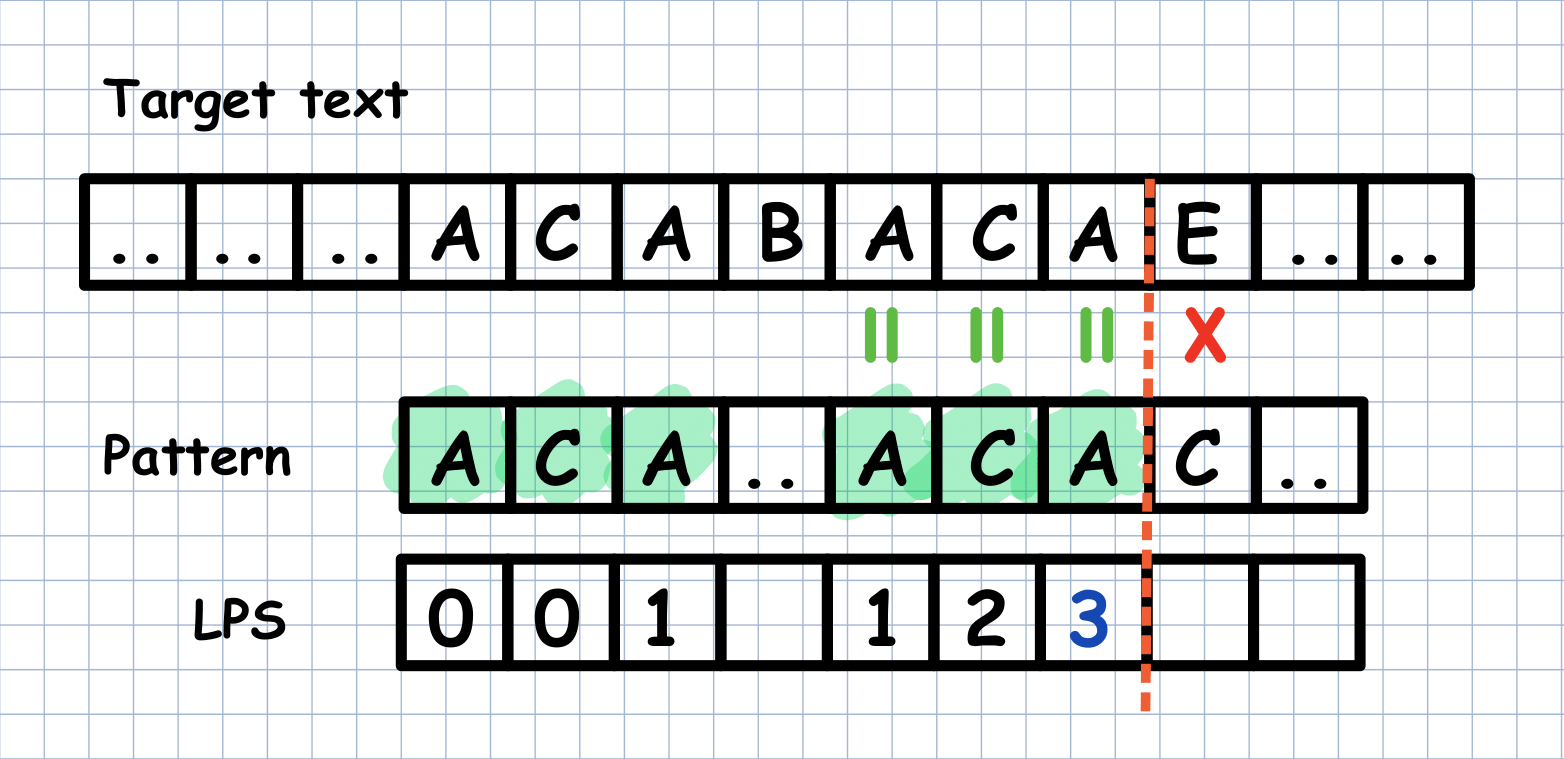 Target text
.. .. .. A C A B A C A E .. ..
|| || || X
Pattern A C A .. A C A C ..
LPS 0 0 1 1 2 3